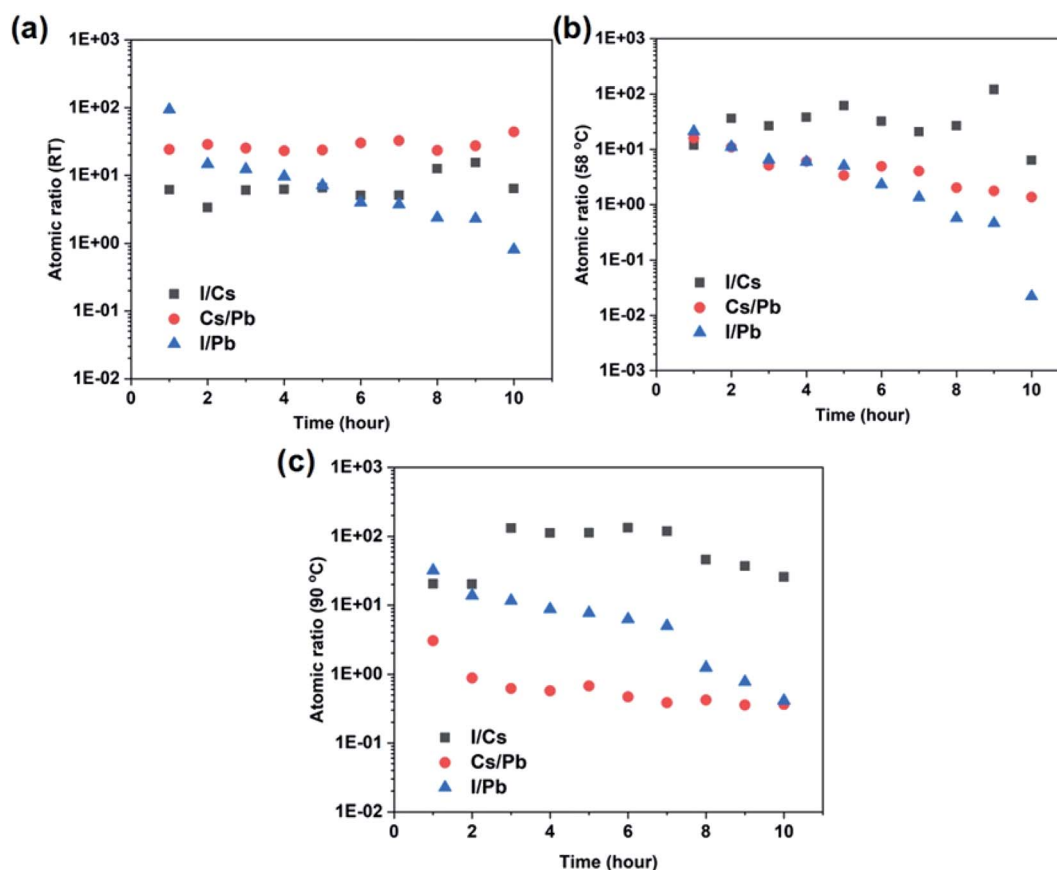 (a)
1E+03
1E+02
1E+01
1E+00
1E-01
1E-02
Atomic ratio (RT)
I/Cs
Cs/Pb
I/Pb
0 2 4 6 8 10
Time (hour)
(b)
1E+03
1E+02
1E+01
1E+00
1E-01
1E-02
1E-03
Atomic ratio (58 °C)
I/Cs
Cs/Pb
I/Pb
0 2 4 6 8 10
Time (hour)
(c)
1E+03
1E+02
1E+01
1E+00
1E-01
1E-02
Atomic ratio (90 °C)
I/Cs
Cs/Pb
I/Pb
0 2 4 6 8 10
Time (hour)